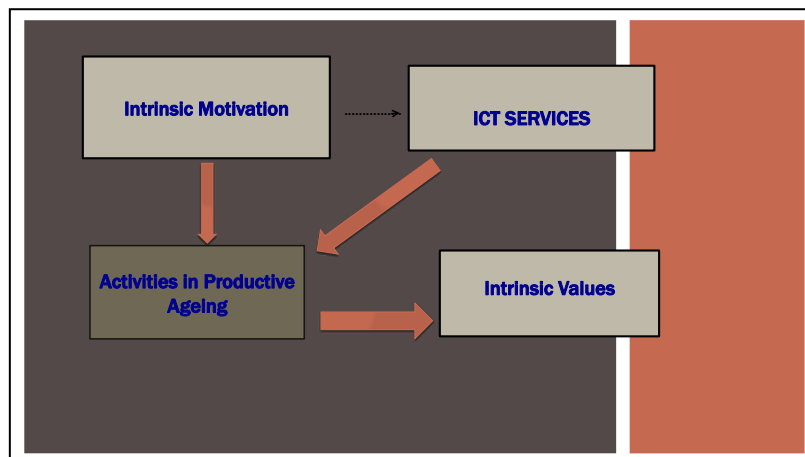 Intrinsic Motivation
ICT SERVICES
Activities in Productive
Ageing
Intrinsic Values